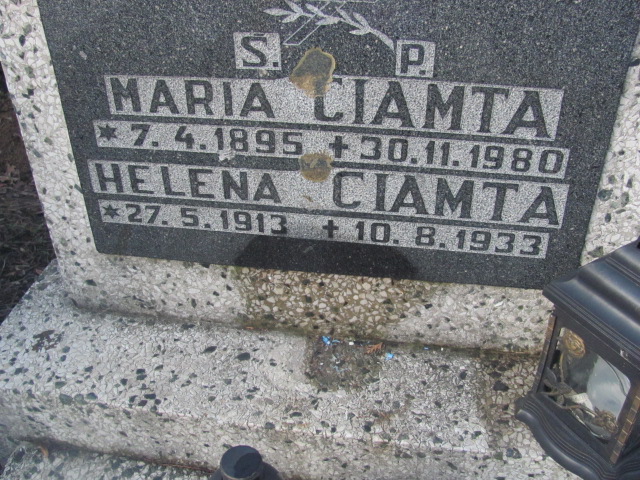 Ś. P.
MARIA CIAMTA
* 7. 4. 1895 + 30. 11. 1980
HELENA CIAMTA
* 27. 5. 1913 + 10. 8. 1933